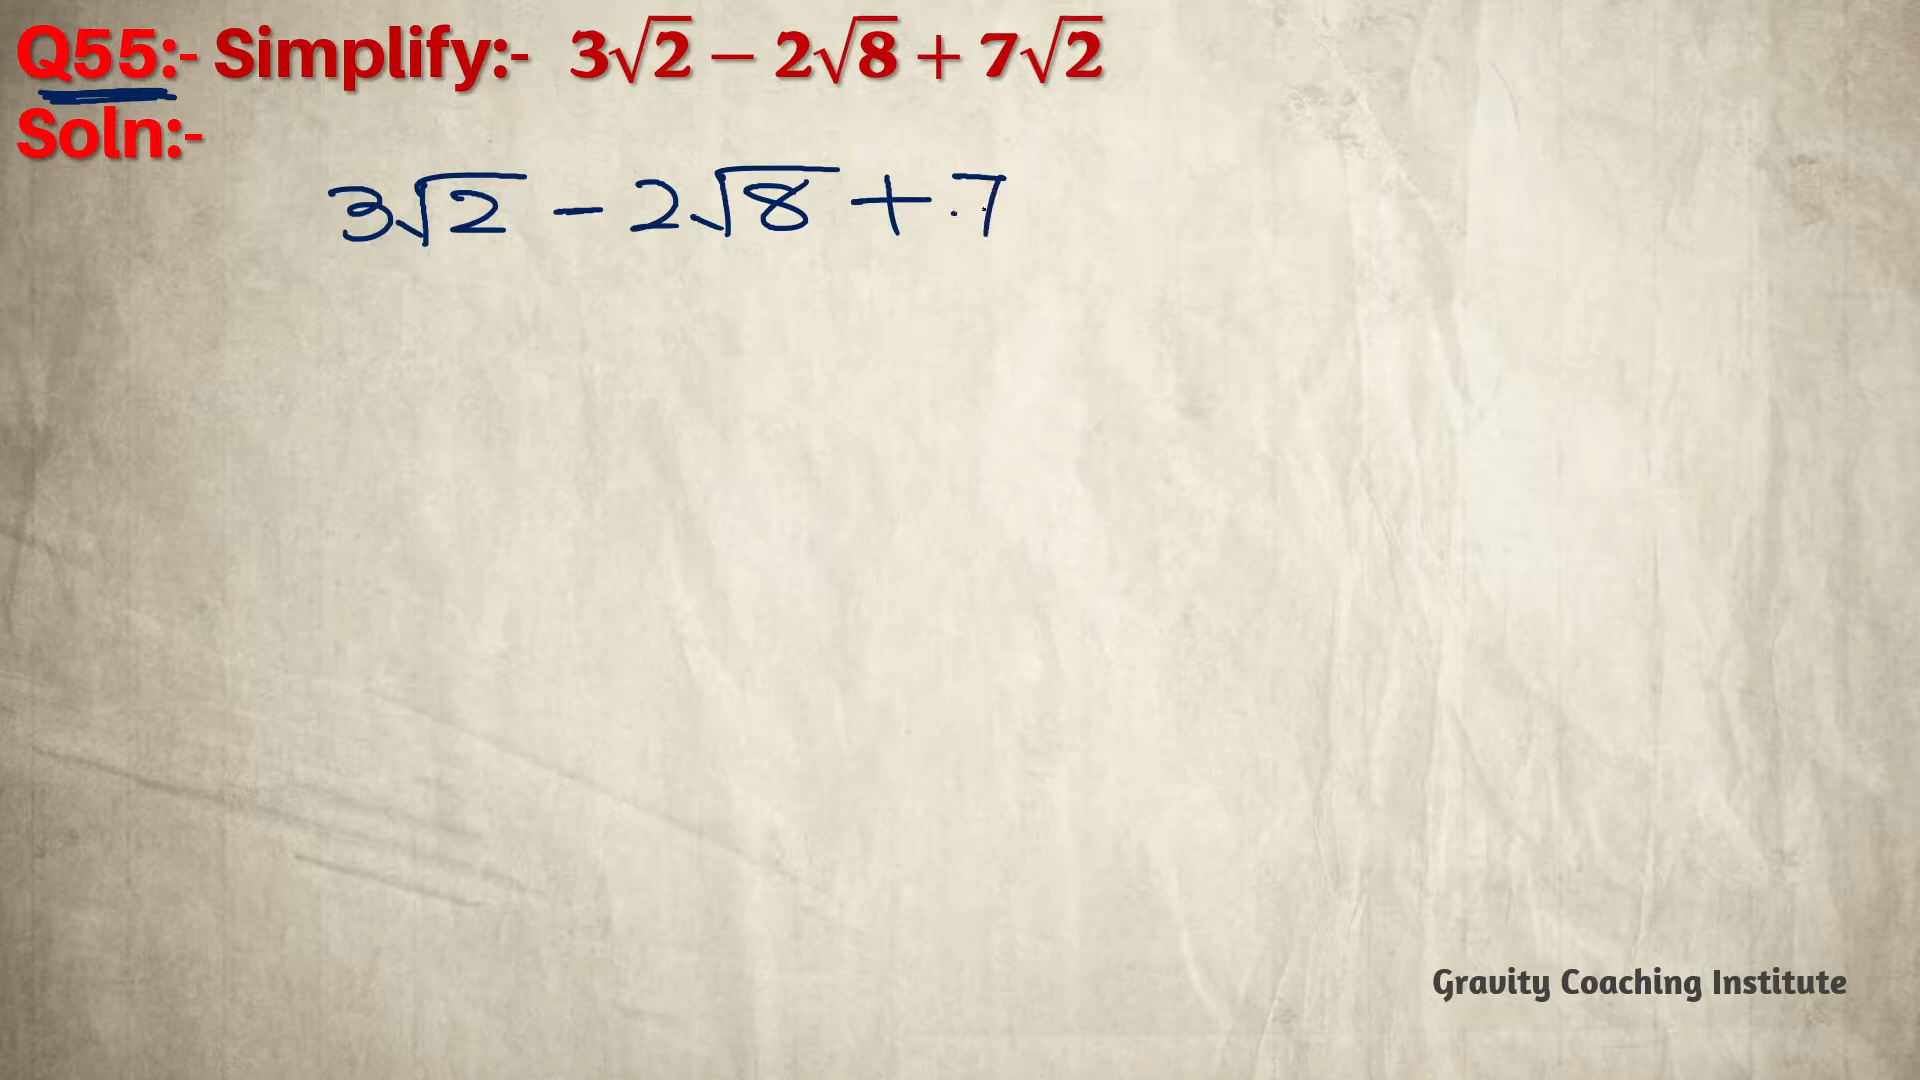 Q55:- Simplify:- 3√2 − 2√8 + 7√2
Soln:-
3√2 − 2√8 + 7
Gravity Coaching Institute